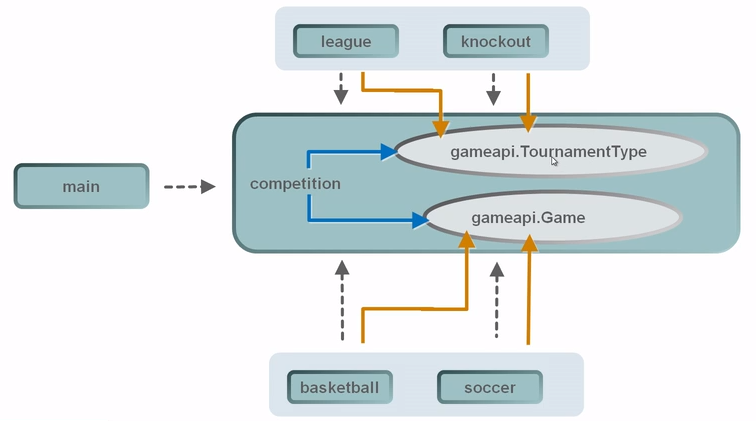 league
knockout
gameapi.TournamentType
main
competition
gameapi.Game
basketball
soccer